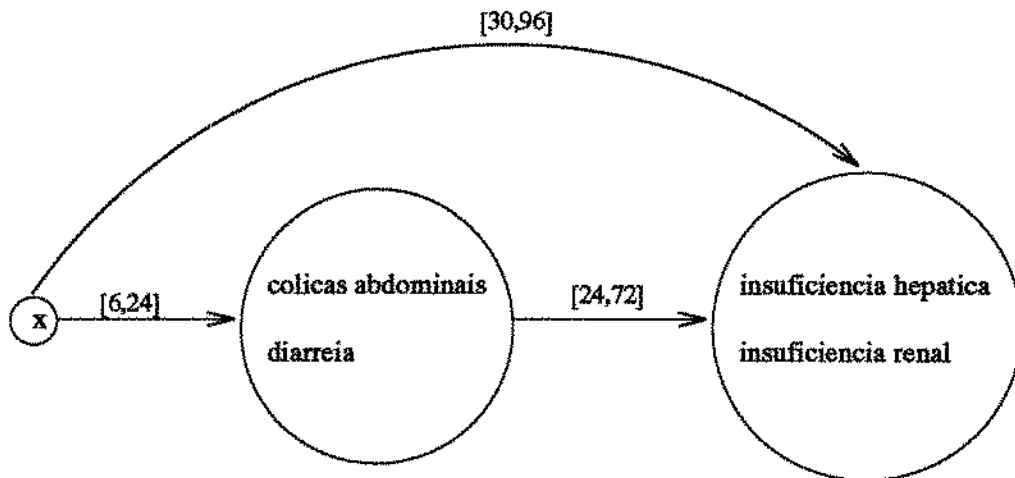 [30,96]
x
[6,24]
colicas abdominais
diarreia
[24,72]
insuficiencia hepatica
insuficiencia renal